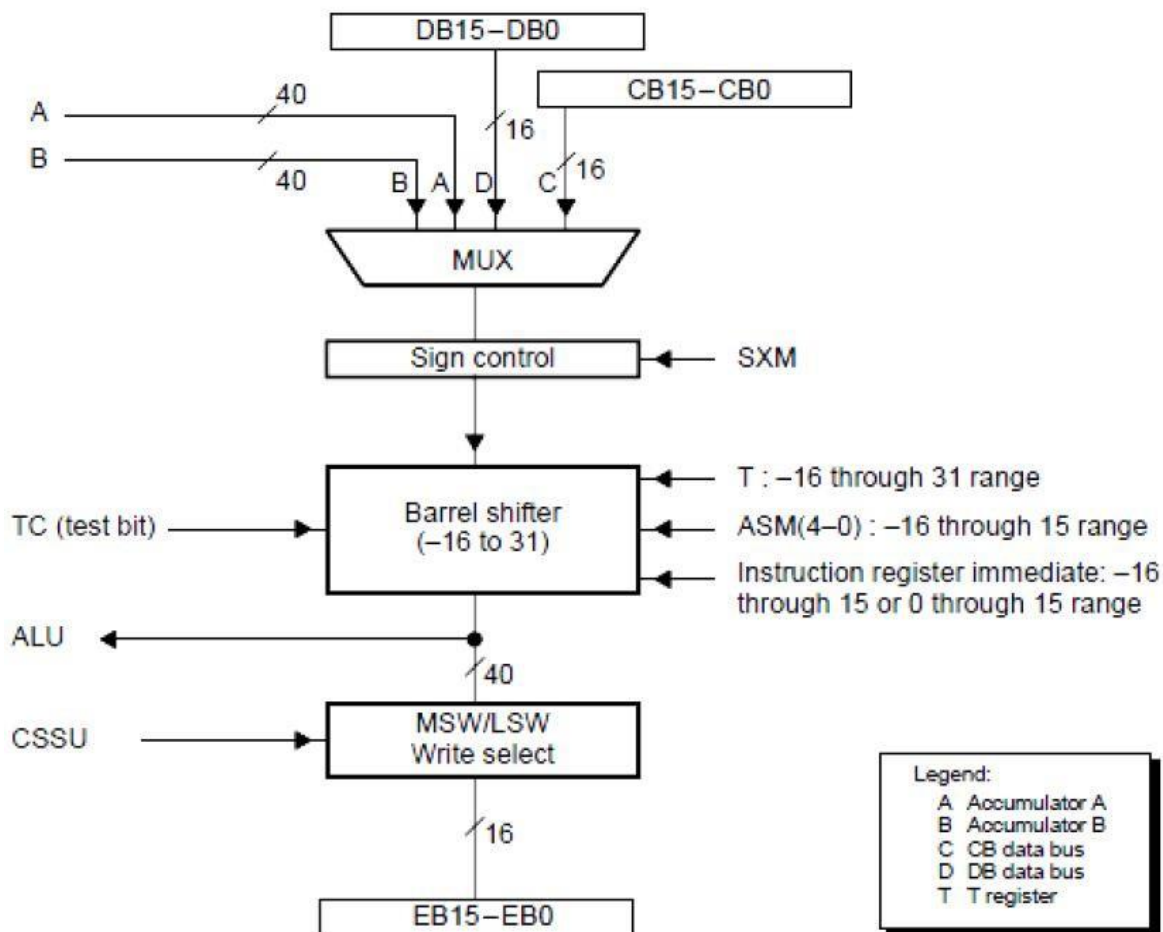 DB15–DB0
CB15–CB0
40
A
16
B
40
16
B A D C
MUX
Sign control
SXM
T : –16 through 31 range
Barrel shifter
(–16 to 31)
TC (test bit)
ASM(4–0) : –16 through 15 range
Instruction register immediate: –16
through 15 or 0 through 15 range
ALU
40
MSW/LSW
Write select
CSSU
16
EB15–EB0
Legend:
A Accumulator A
B Accumulator B
C CB data bus
D DB data bus
T T register